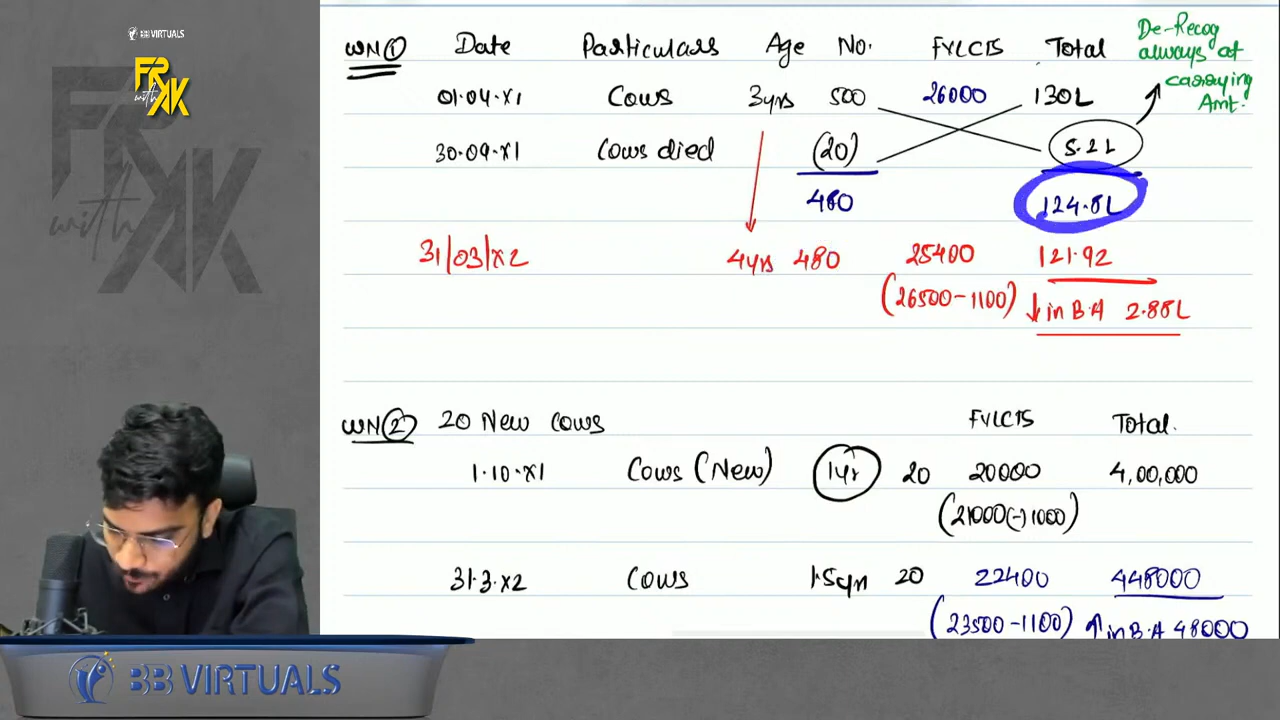 BB VIRTUALS
FR
with AK
WN① Date Particulars Age No. FVLCTS Total
De-Recog always at carrying Amt.
01.04.X1 Cows 3yrs 500 26000 130L
30.09.X1 Cows died (20) 5.2L
480 124.8L
31/03/X2 4yrs 480 25400 121.92
(26500-1100) ↓ in B.A 2.88L
WN② 20 New cows FVLCTS Total.
1.10.X1 Cows (New) 1yr 20 20000 4,00,000
(21000(-)1000)
31.3.X2 Cows 1.5yr 20 22400 448000
(23500-1100) ↑ in B.A 48000
BB VIRTUALS